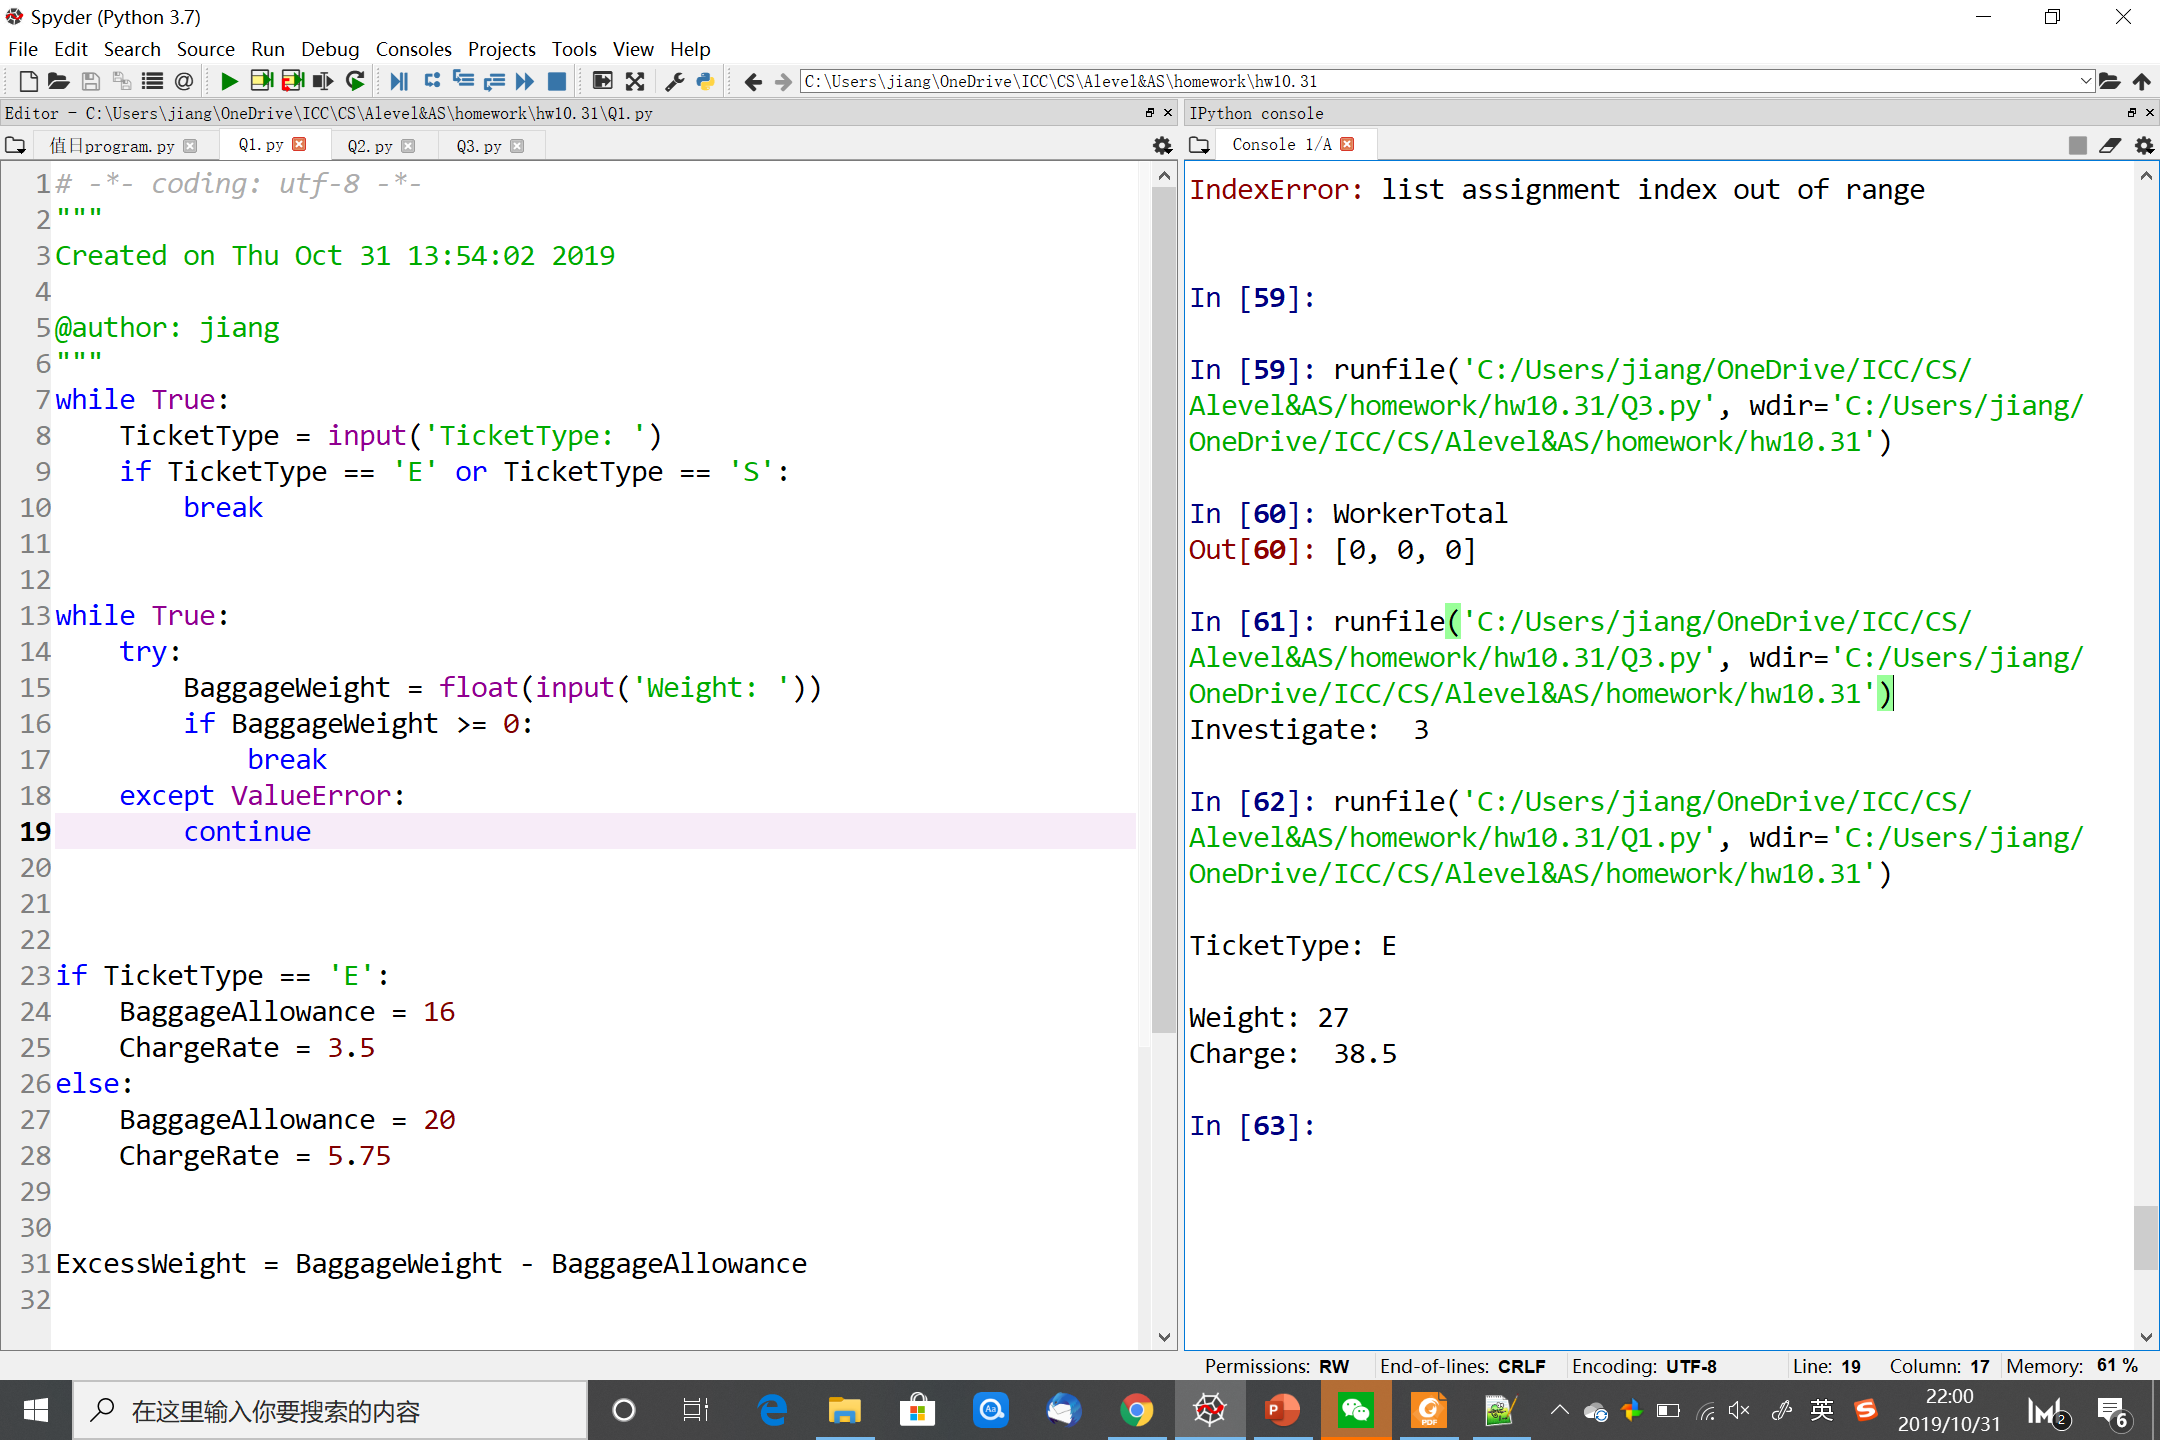 Spyder (Python 3.7)
File Edit Search Source Run Debug Consoles Projects Tools View Help
C:\Users\jiang\OneDrive\ICC\CS\Alevel&AS\homework\hw10.31
Editor - C:\Users\jiang\OneDrive\ICC\CS\Alevel&AS\homework\hw10.31\Q1.py
值日program.py Q1.py Q2.py Q3.py
1 # -*- coding: utf-8 -*-
2 """
3 Created on Thu Oct 31 13:54:02 2019
4
5 @author: jiang
6 """
7 while True:
8     TicketType = input('TicketType: ')
9     if TicketType == 'E' or TicketType == 'S':
10         break
11
12
13 while True:
14     try:
15         BaggageWeight = float(input('Weight: '))
16         if BaggageWeight >= 0:
17             break
18     except ValueError:
19         continue
20
21
22
23 if TicketType == 'E':
24     BaggageAllowance = 16
25     ChargeRate = 3.5
26 else:
27     BaggageAllowance = 20
28     ChargeRate = 5.75
29
30
31 ExcessWeight = BaggageWeight - BaggageAllowance
32
IPython console
Console 1/A
IndexError: list assignment index out of range
In [59]:
In [59]: runfile('C:/Users/jiang/OneDrive/ICC/CS/
Alevel&AS/homework/hw10.31/Q3.py', wdir='C:/Users/jiang/
OneDrive/ICC/CS/Alevel&AS/homework/hw10.31')
In [60]: WorkerTotal
Out[60]: [0, 0, 0]
In [61]: runfile('C:/Users/jiang/OneDrive/ICC/CS/
Alevel&AS/homework/hw10.31/Q3.py', wdir='C:/Users/jiang/
OneDrive/ICC/CS/Alevel&AS/homework/hw10.31')
Investigate:  3
In [62]: runfile('C:/Users/jiang/OneDrive/ICC/CS/
Alevel&AS/homework/hw10.31/Q1.py', wdir='C:/Users/jiang/
OneDrive/ICC/CS/Alevel&AS/homework/hw10.31')
TicketType: E
Weight: 27
Charge:  38.5
In [63]:
Permissions: RW End-of-lines: CRLF Encoding: UTF-8 Line: 19 Column: 17 Memory: 61 %
在这里输入你要搜索的内容
英
22:00
2019/10/31
2
6